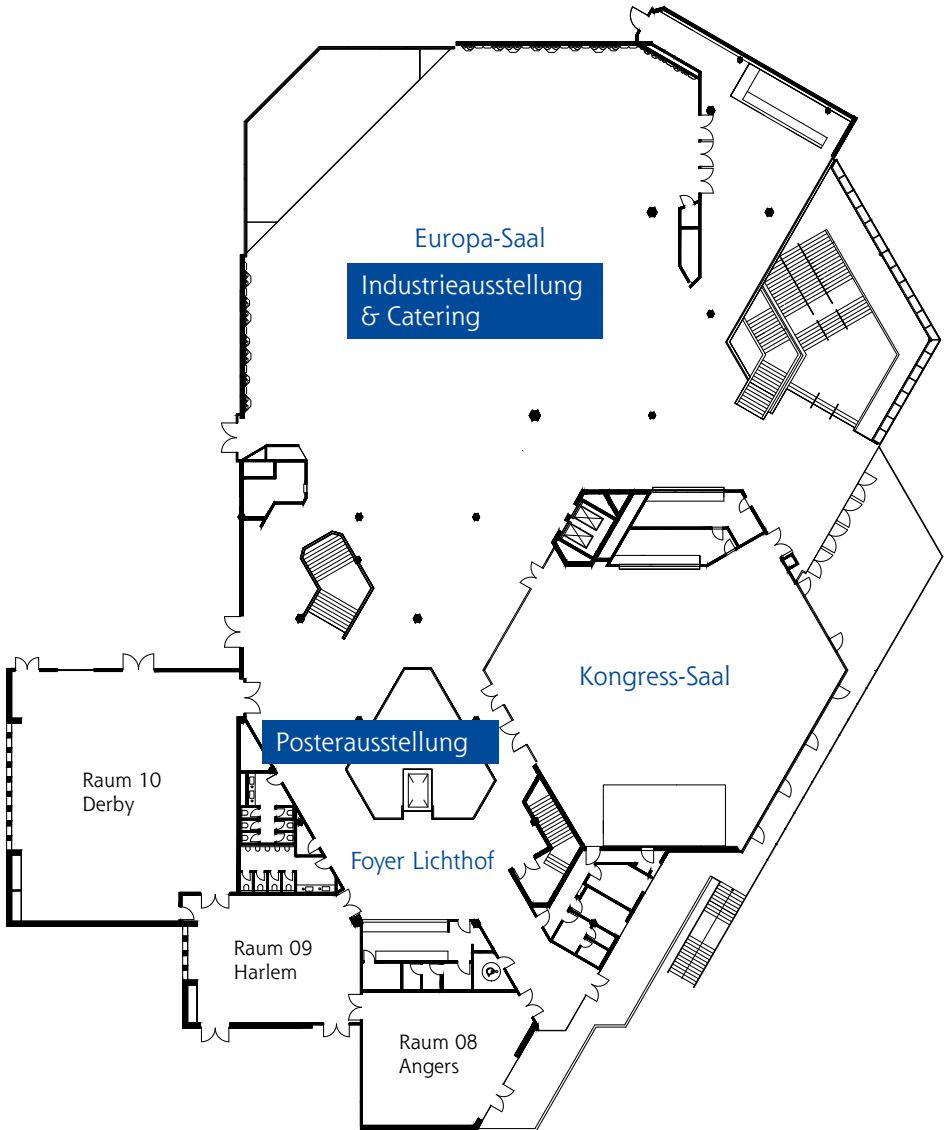 Europa-Saal
Industrieausstellung
& Catering
Kongress-Saal
Posterausstellung
Raum 10
Derby
Foyer Lichthof
Raum 09
Harlem
Raum 08
Angers